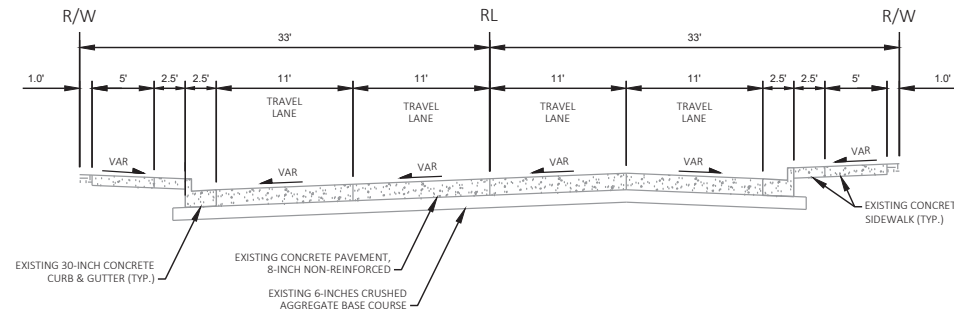 R/W
RL
R/W
33'
33'
1.0'
5'
2.5'
2.5'
11'
11'
11'
11'
2.5'
2.5'
5'
1.0'
TRAVEL
LANE
TRAVEL
LANE
TRAVEL
LANE
TRAVEL
LANE
VAR
VAR
VAR
VAR
VAR
VAR
EXISTING CONCRET
SIDEWALK (TYP.)
EXISTING 30-INCH CONCRETE
CURB & GUTTER (TYP.)
EXISTING CONCRETE PAVEMENT,
8-INCH NON-REINFORCED
EXISTING 6-INCHES CRUSHED
AGGREGATE BASE COURSE